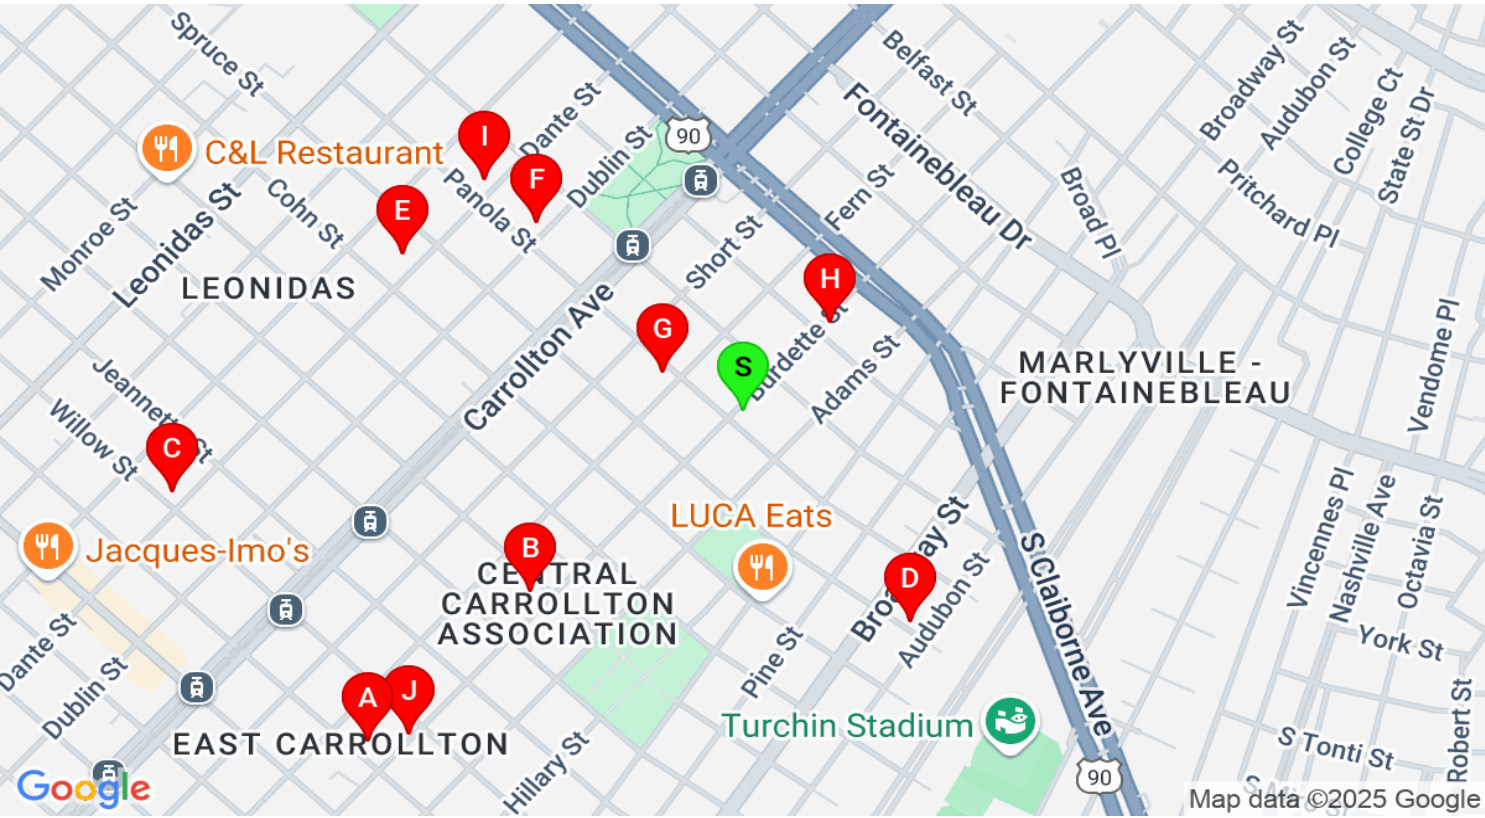 Spruce St
Belfast St
Broadway St
Audubon St
College Ct
State St Dr
Dante St
Fontainebleau Dr
90
I
C&L Restaurant
Dublin St
F
Panola St
Cohn St
Leonidas St
Monroe St
E
Fern St
Broad Pl
Pritchard Pl
Short St
LEONIDAS
H
Carrollton Ave
G
Burdette St
Adams St
S
MARLYVILLE -
FONTAINEBLEAU
Vendome Pl
Jeannette St
Willow St
C
LUCA Eats
Broadway St
Vincennes Pl
Nashville Ave
Octavia St
Jacques-Imo's
B
CENTRAL
CARROLLTON
ASSOCIATION
D
Audubon St
S Claiborne Ave
York St
Dante St
Dublin St
Pine St
A
J
EAST CARROLLTON
Turchin Stadium
Hillary St
S Tonti St
Robert St
90
S Miro St
Google
Map data ©2025 Google